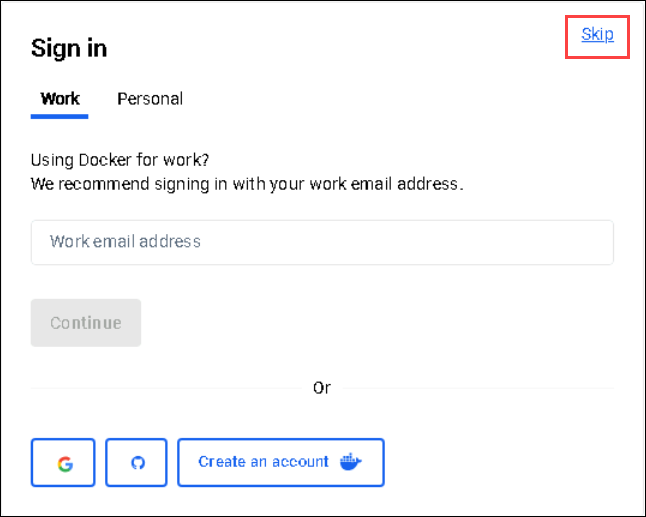 Skip
Sign in
Work Personal
Using Docker for work?
We recommend signing in with your work email address.
Work email address
Continue
Or
Create an account